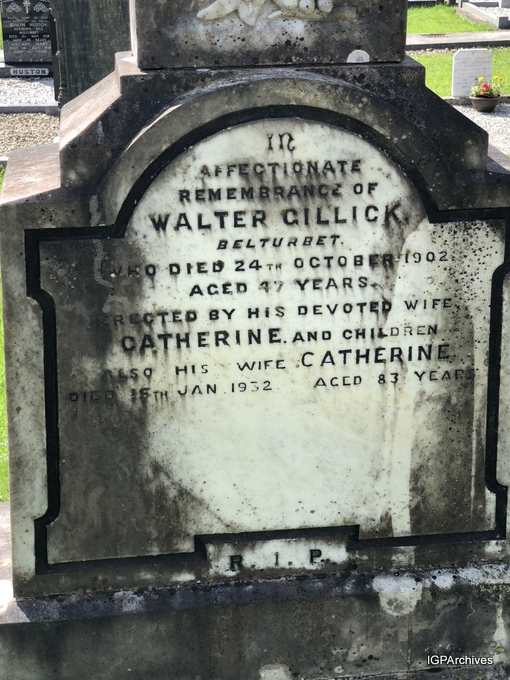 In
AFFECTIONATE
REMEMBRANCE OF
WALTER GILLICK.
BELTURBET.
WHO DIED 24TH OCTOBER 1902
AGED 47 YEARS.
ERECTED BY HIS DEVOTED WIFE
CATHERINE. AND CHILDREN
ALSO HIS WIFE CATHERINE
DIED TH JAN. 1932. AGED 83 YEARS
R. I. P.
HUSTON
IGPArchives